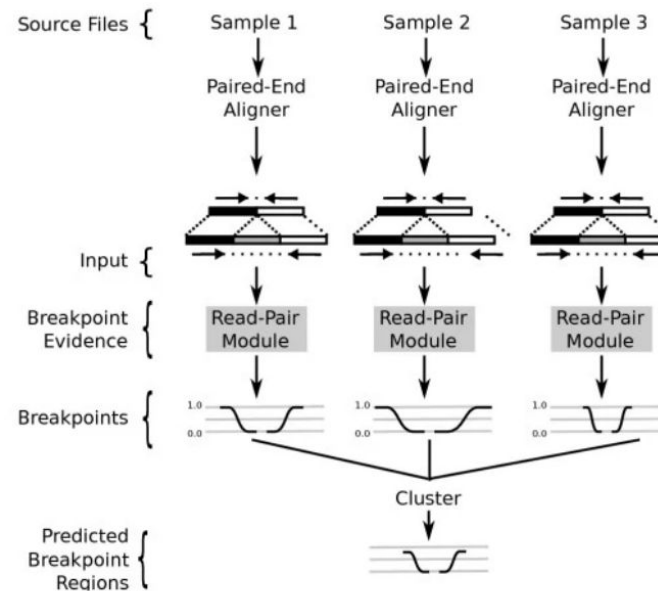 Source Files
Sample 1
Sample 2
Sample 3
Paired-End
Aligner
Paired-End
Aligner
Paired-End
Aligner
Input
Breakpoint
Evidence
Read-Pair
Module
Read-Pair
Module
Read-Pair
Module
Breakpoints
1.0
0.0
1.0
0.0
1.0
0.0
Cluster
Predicted
Breakpoint
Regions